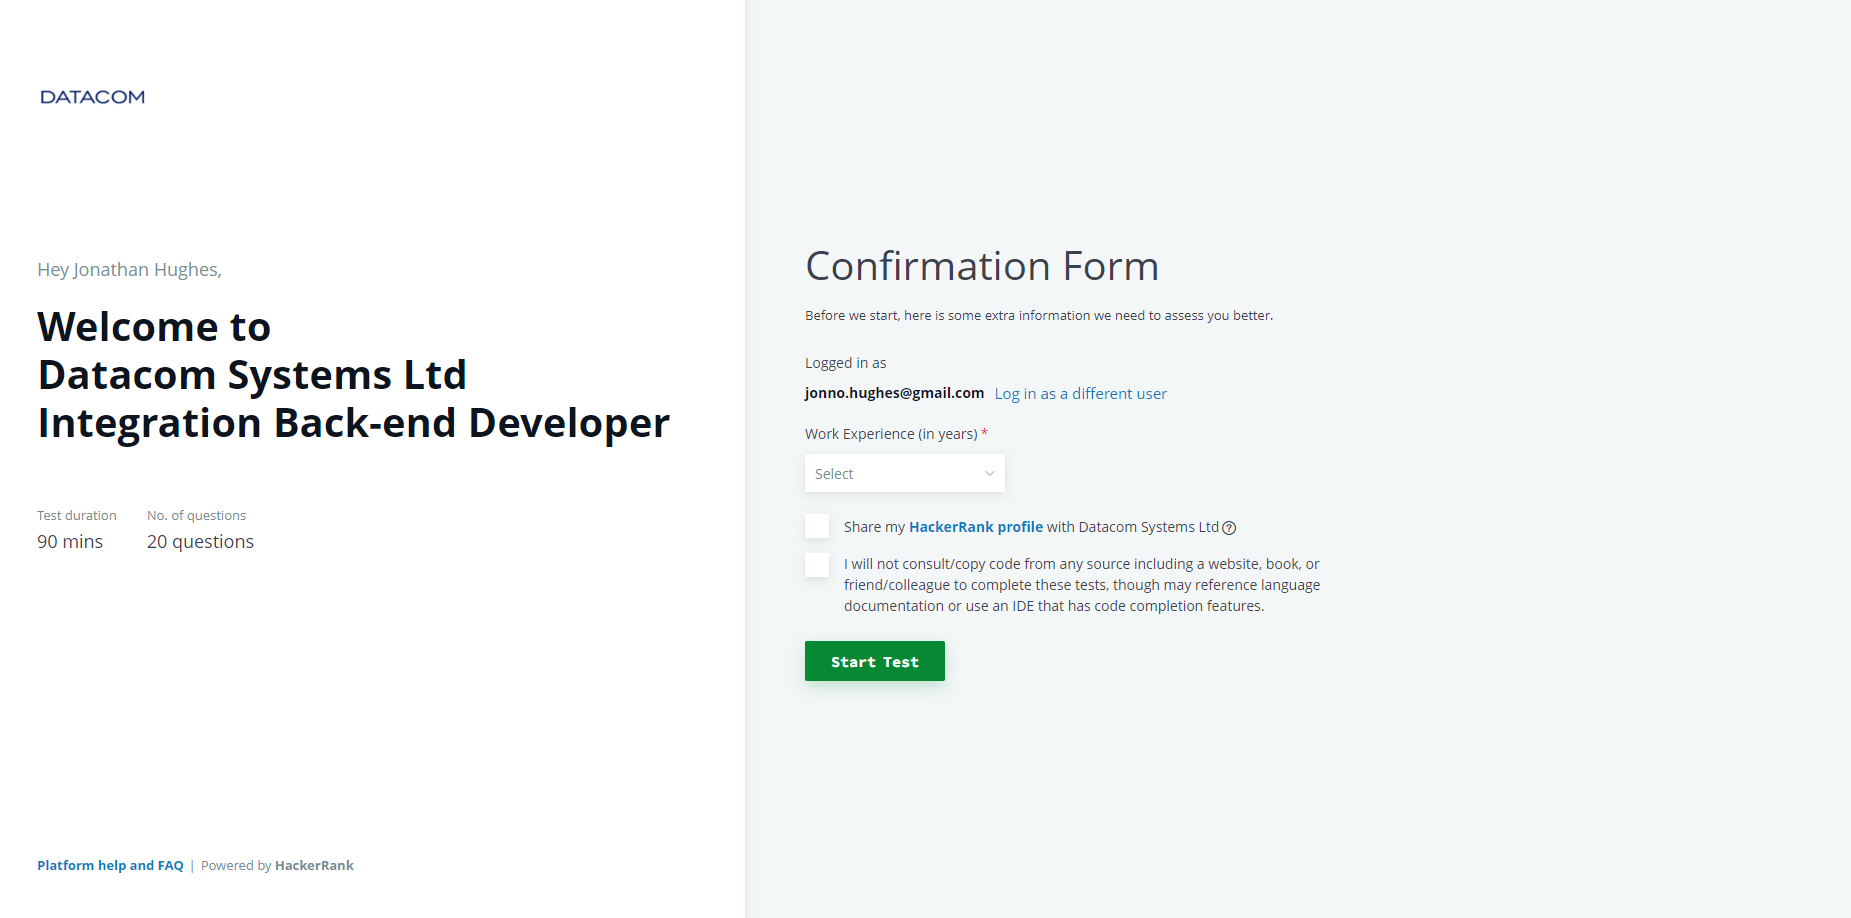 DATACOM
Hey Jonathan Hughes,
Welcome to
Datacom Systems Ltd
Integration Back-end Developer
Test duration
No. of questions
90 mins
20 questions
Platform help and FAQ | Powered by HackerRank
Confirmation Form
Before we start, here is some extra information we need to assess you better.
Logged in as
jonno.hughes@gmail.com Log in as a different user
Work Experience (in years) *
Select
Share my HackerRank profile with Datacom Systems Ltd ?
I will not consult/copy code from any source including a website, book, or
friend/colleague to complete these tests, though may reference language
documentation or use an IDE that has code completion features.
Start Test